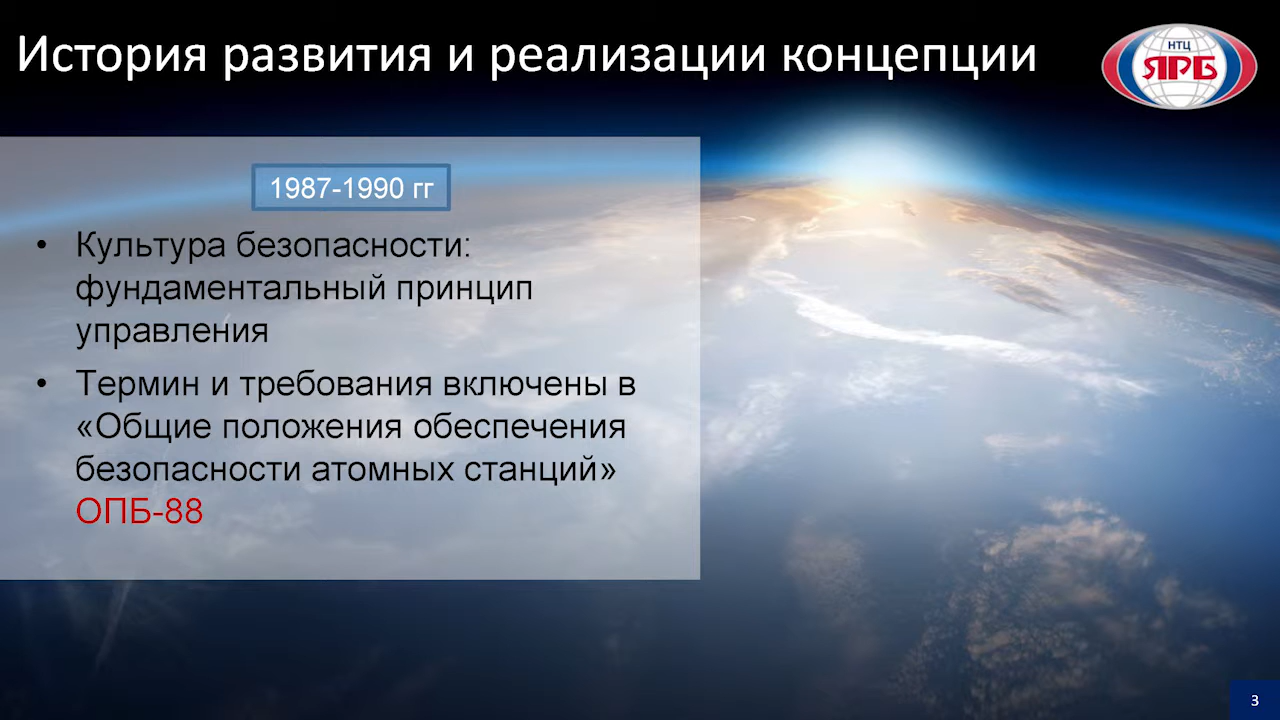 История развития и реализации концепции
НТЦ
ЯРБ
1987-1990 гг
• Культура безопасности:
фундаментальный принцип
управления
• Термин и требования включены в
«Общие положения обеспечения
безопасности атомных станций»
ОПБ-88
3